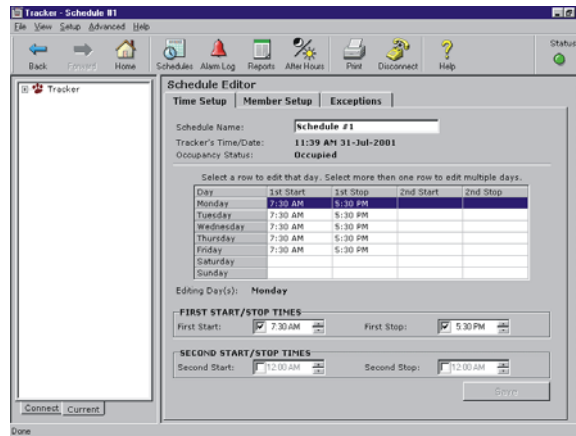 Tracker - Schedule #1
File View Setup Advanced Help
Back Forward Home Schedules Alarm Log Reports After Hours Print Disconnect Help Status
Tracker
Schedule Editor
Time Setup Member Setup Exceptions
Schedule Name: Schedule #1
Tracker's Time/Date: 11:39 AM 31-Jul-2001
Occupancy Status: Occupied
Select a row to edit that day. Select more then one row to edit multiple days.
Day 1st Start 1st Stop 2nd Start 2nd Stop
Monday 7:30 AM 5:30 PM
Tuesday 7:30 AM 5:30 PM
Wednesday 7:30 AM 5:30 PM
Thursday 7:30 AM 5:30 PM
Friday 7:30 AM 5:30 PM
Saturday
Sunday
Editing Day(s): Monday
FIRST START/STOP TIMES
First Start: 7:30 AM First Stop: 5:30 PM
SECOND START/STOP TIMES
Second Start: 12:00 AM Second Stop: 12:00 AM
Save
Connect Current
Done